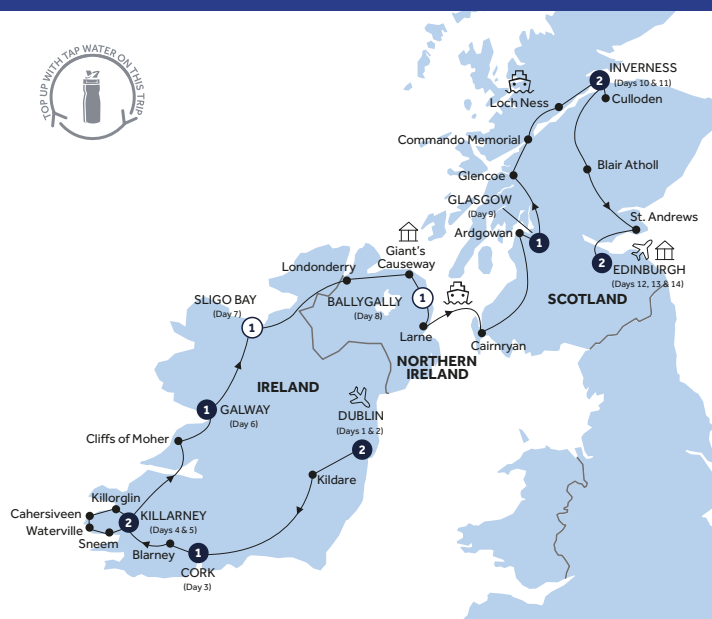 TOP UP WITH TAP WATER ON THIS TRIP
INVERNESS
2
(Days 10 & 11)
Loch Ness
Culloden
Commando Memorial
Blair Atholl
Glencoe
GLASGOW
(Day 9)
St. Andrews
Ardgowan
1
Giant's
Causeway
2
EDINBURGH
(Days 12, 13 & 14)
Londonderry
SLIGO BAY
(Day 7)
BALLYGALLY
(Day 8)
1
SCOTLAND
1
Larne
Cairnryan
NORTHERN
IRELAND
IRELAND
1
GALWAY
(Day 6)
DUBLIN
(Days 1 & 2)
2
Cliffs of Moher
Kildare
Killorglin
Cahersiveen
2
KILLARNEY
(Days 4 & 5)
Waterville
Sneem
Blarney
1
CORK
(Day 3)